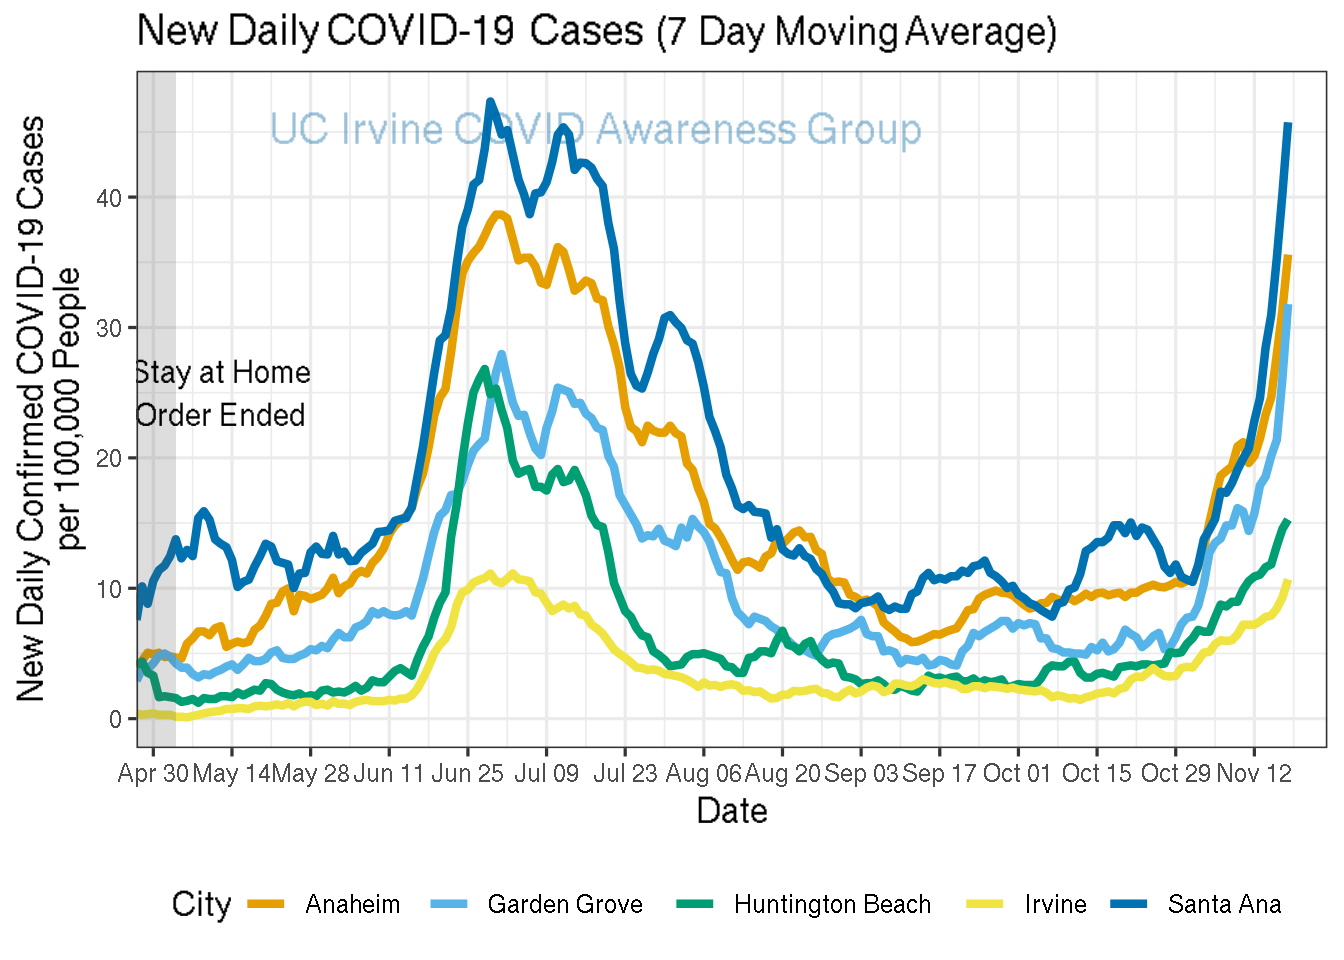 New Daily COVID-19 Cases (7 Day Moving Average)
UC Irvine COVID Awareness Group
New Daily Confirmed COVID-19 Cases
per 100,000 People
40
30
20
10
0
Stay at Home
Order Ended
Apr 30 May 14 May 28 Jun 11 Jun 25 Jul 09 Jul 23 Aug 06 Aug 20 Sep 03 Sep 17 Oct 01 Oct 15 Oct 29 Nov 12
Date
City Anaheim Garden Grove Huntington Beach Irvine Santa Ana